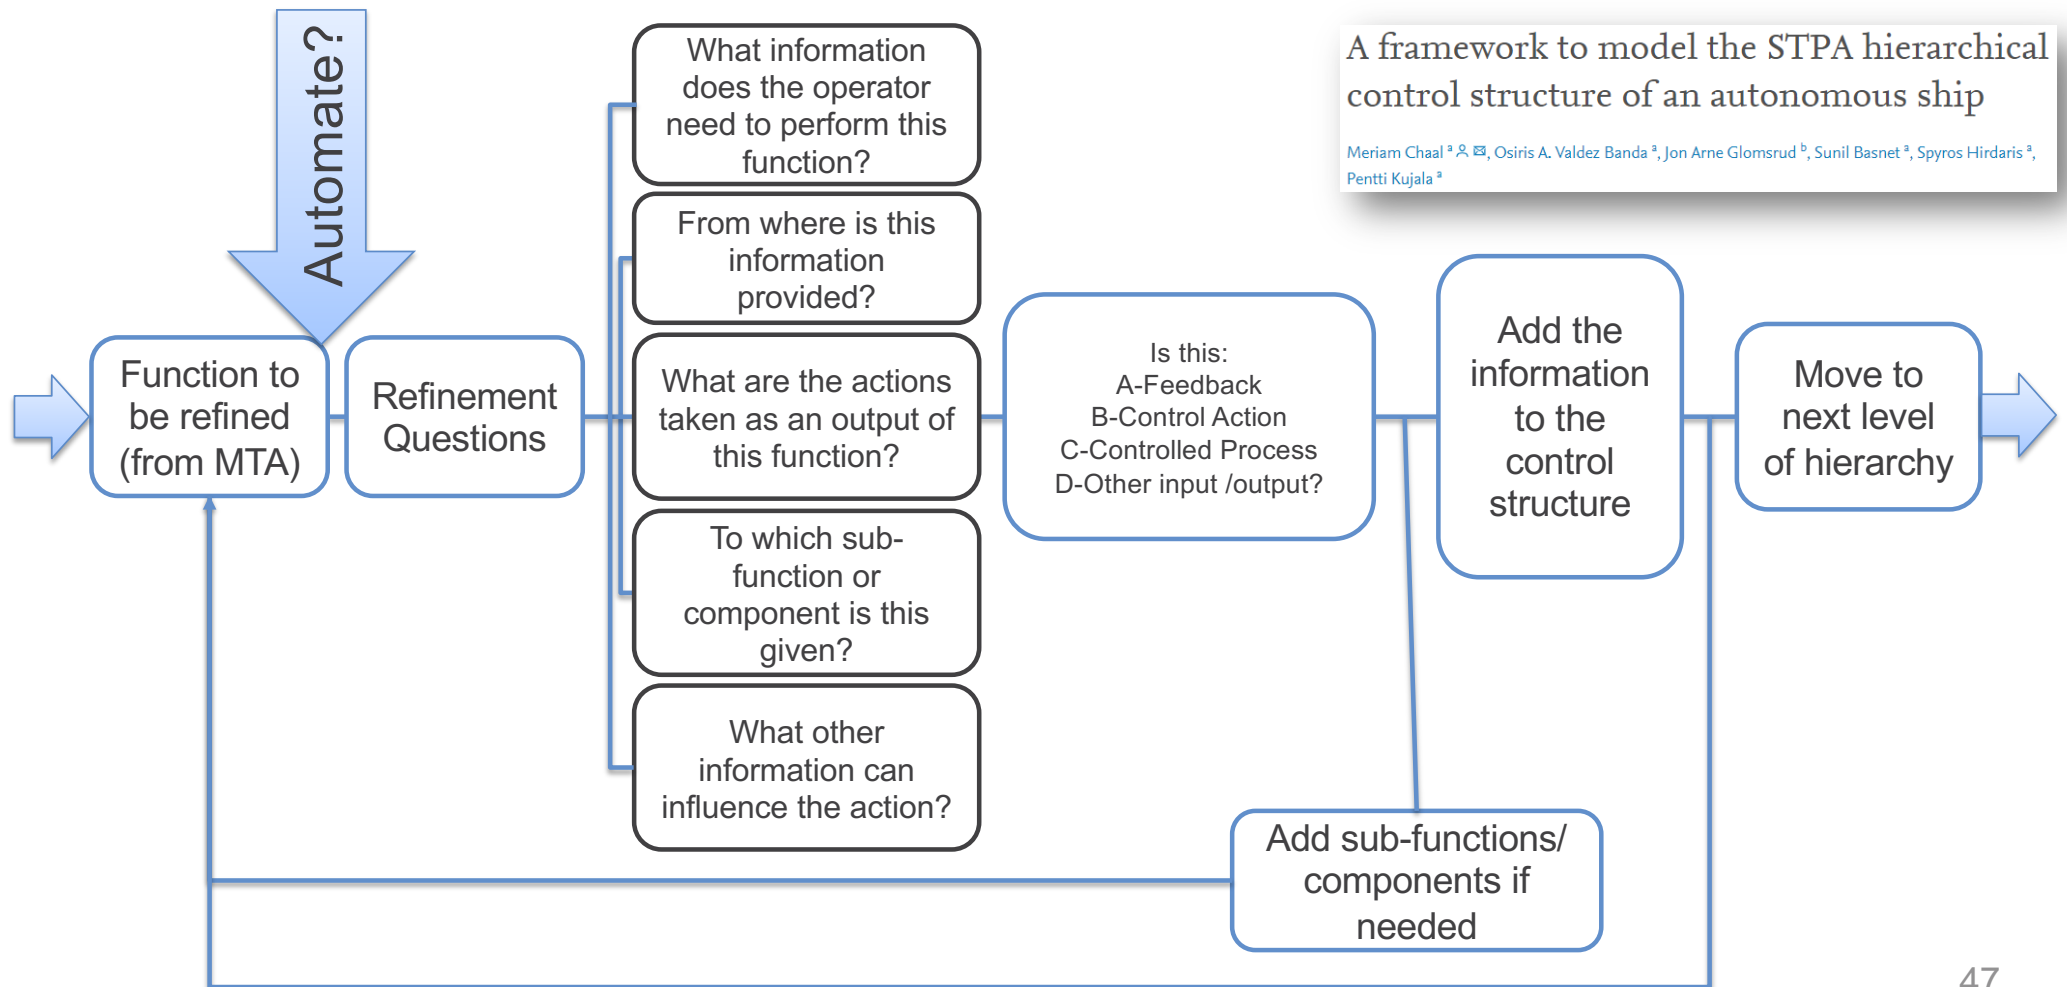 Automate?
A framework to model the STPA hierarchical
control structure of an autonomous ship
Meriam Chaal a, Osiris A. Valdez Banda a, Jon Arne Glomsrud b, Sunil Basnet a, Spyros Hirdaris a,
Pentti Kujala a
Function to
be refined
(from MTA)
Refinement
Questions
What information
does the operator
need to perform this
function?
From where is this
information
provided?
What are the actions
taken as an output of
this function?
To which sub-
function or
component is this
given?
What other
information can
influence the action?
Is this:
A-Feedback
B-Control Action
C-Controlled Process
D-Other input /output?
Add the
information
to the
control
structure
Move to
next level
of hierarchy
Add sub-functions/
components if
needed
47